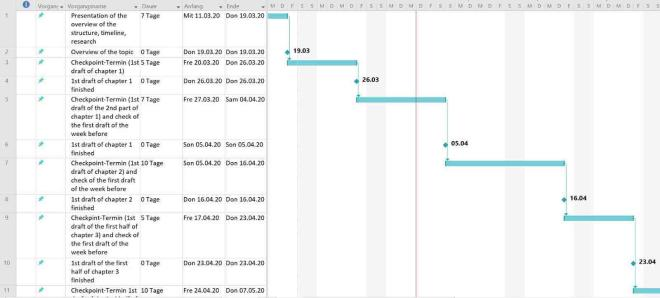 Vorgan Vorgangsname Dauer Anfang Ende M D F S S M D M D F S S M D M D F S S M D M D F S S M D M D F S S M D M D F S S M D M D F S
1 Presentation of the 7 Tage Mit 11.03.20 Don 19.03.20
overview of the
structure, timeline,
research
2 Overview of the topic 0 Tage Don 19.03.20 Don 19.03.20 19.03
3 Checkpoint-Termin (1st 5 Tage Fre 20.03.20 Don 26.03.20
draft of chapter 1)
4 1st draft of chapter 1 0 Tage Don 26.03.20 Don 26.03.20 26.03
finished
5 Checkpoint-Termin (1st 7 Tage Fre 27.03.20 Sam 04.04.20
draft of the 2nd part of
chapter 1) and check of
the first draft of the
week before
6 1st draft of chapter 1 0 Tage Son 05.04.20 Son 05.04.20 05.04
finished
7 Checkpoint-Termin (1st 10 Tage Son 05.04.20 Don 16.04.20
draft of chapter 2) and
check of the first draft
of the week before
8 1st draft of chapter 2 0 Tage Don 16.04.20 Don 16.04.20 16.04
finished
9 Checkpint-Termin (1st 5 Tage Fre 17.04.20 Don 23.04.20
draft of the first half of
chapter 3) and check of
the first draft of the
week before
10 1st draft of the first 0 Tage Don 23.04.20 Don 23.04.20 23.04
half of chapter 3
finished
11 Checkpoint-Termin 1st 10 Tage Fre 24.04.20 Don 07.05.20